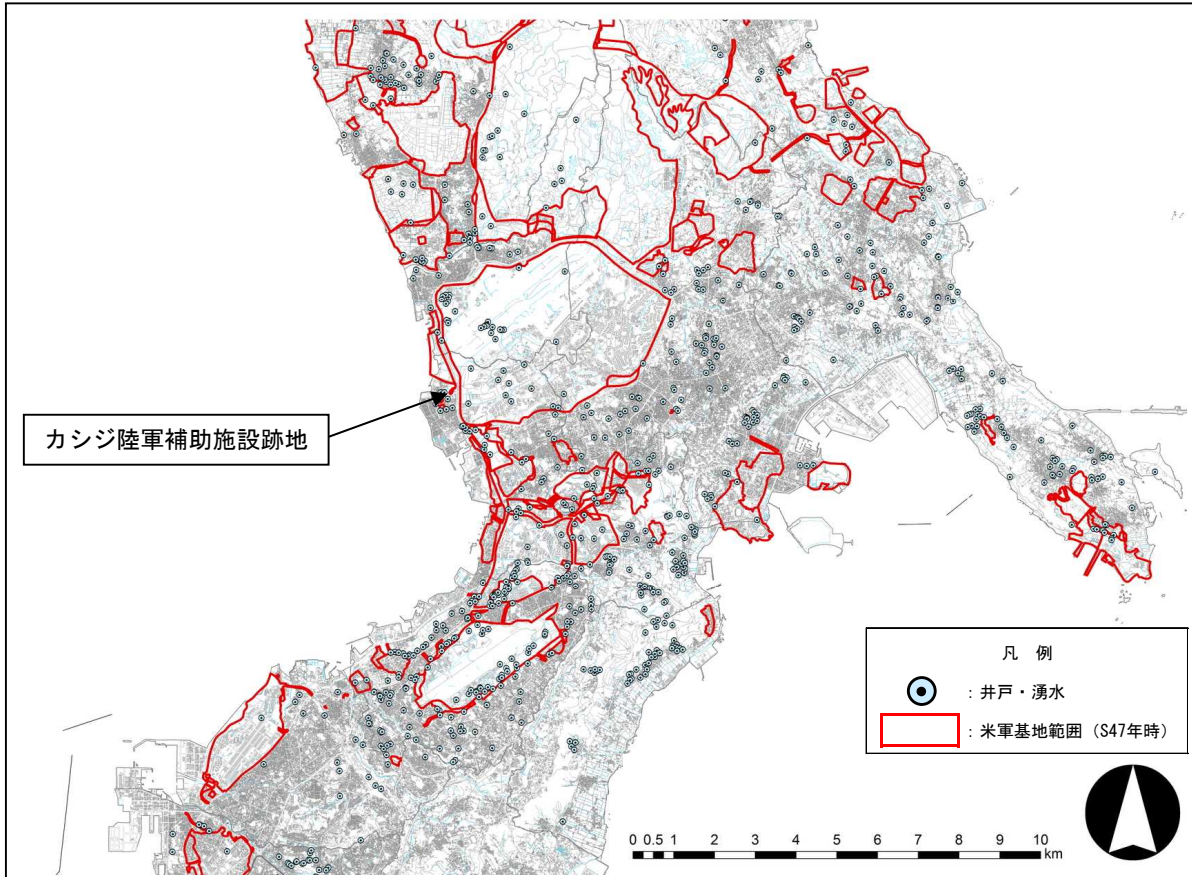 カシジ陸軍補助施設跡地
凡 例
：井戸・湧水
：米軍基地範囲（S47年時）
0 0.5 1 2 3 4 5 6 7 8 9 10
km